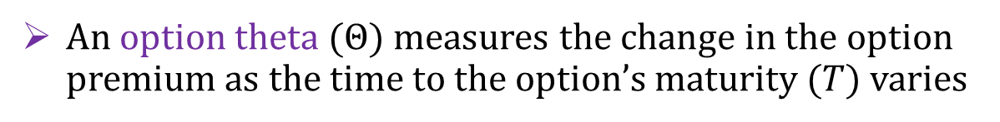 ➢ An option theta (Θ) measures the change in the option
premium as the time to the option’s maturity (𝑇) varies